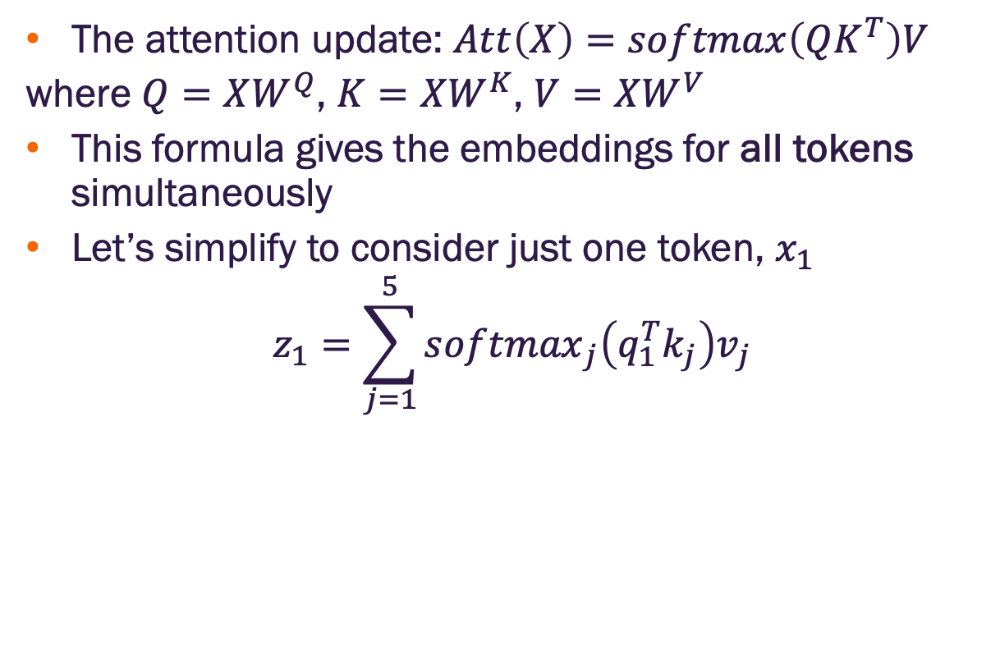 • The attention update: Att(X) = softmax(QK^T)V
where Q = XW^Q, K = XW^K, V = XW^V
• This formula gives the embeddings for all tokens
simultaneously
• Let's simplify to consider just one token, x_1
z_1 = \sum_{j=1}^{5} softmax_j(q_1^T k_j)v_j